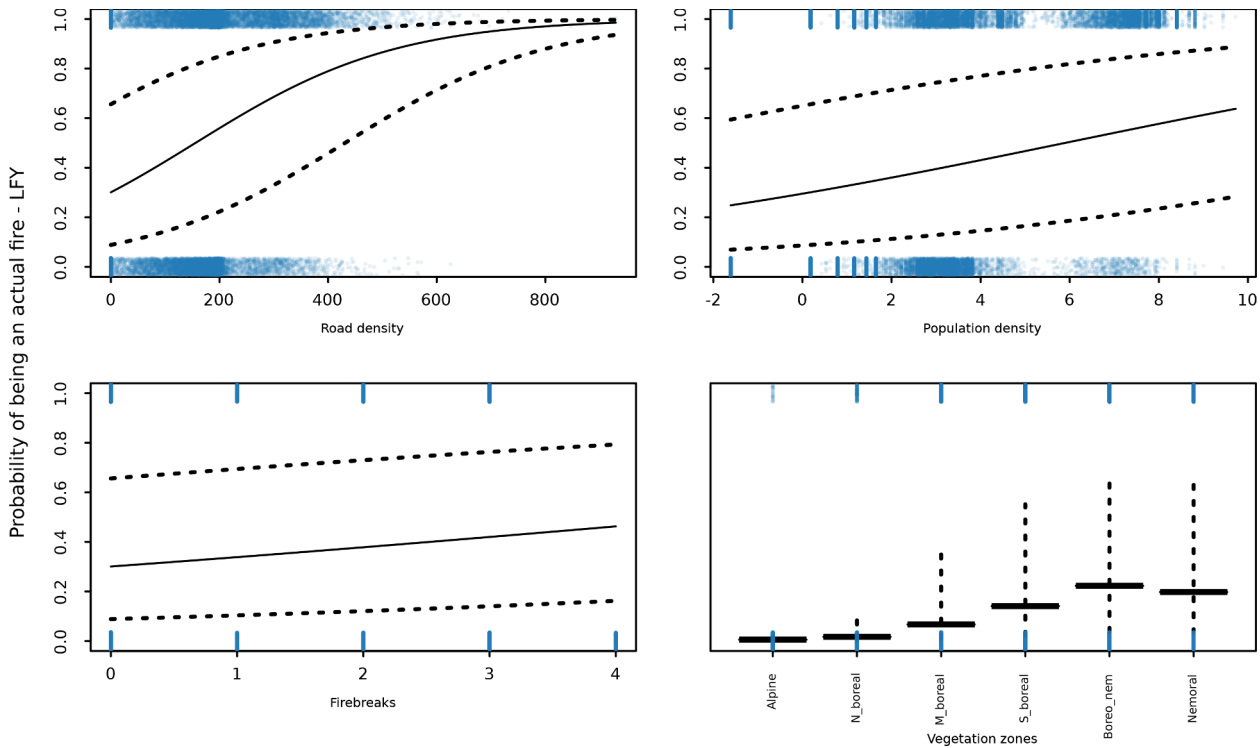 Probability of being an actual fire - LFY
0.0 0.2 0.4 0.6 0.8 1.0
0 200 400 600 800
Road density
0.0 0.2 0.4 0.6 0.8 1.0
-2 0 2 4 6 8 10
Population density
0.0 0.2 0.4 0.6 0.8 1.0
0 1 2 3 4
Firebreaks
Alpine
N_boreal
M_boreal
S_boreal
Boreo_nem
Nemoral
Vegetation zones